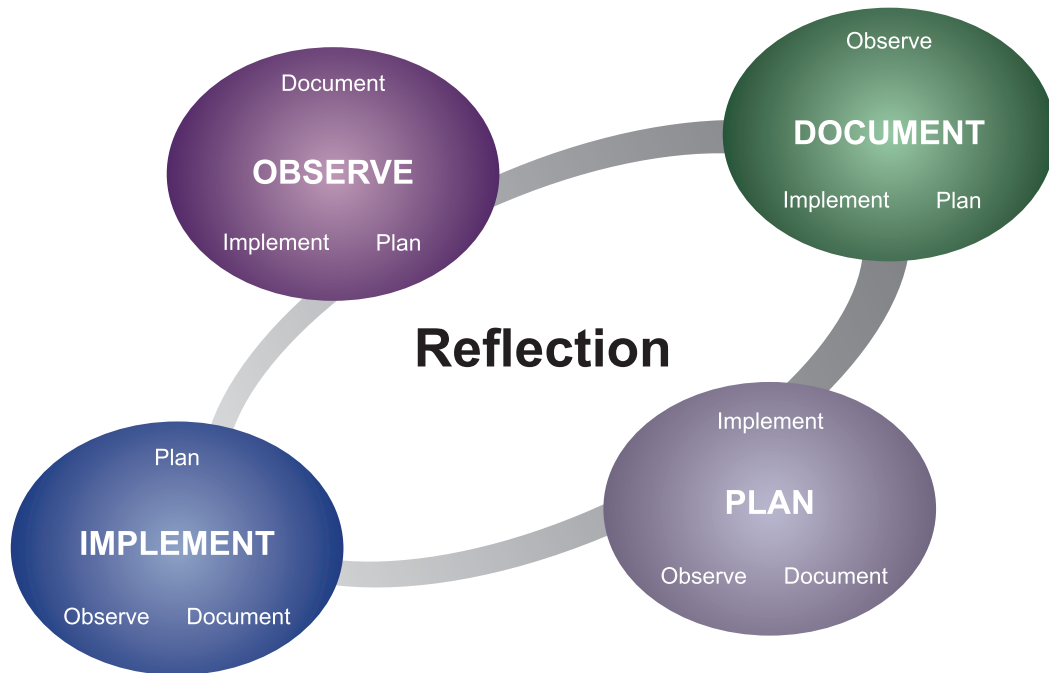 Document
OBSERVE
Implement Plan
Observe
DOCUMENT
Implement Plan
Reflection
Plan
IMPLEMENT
Observe Document
Implement
PLAN
Observe Document